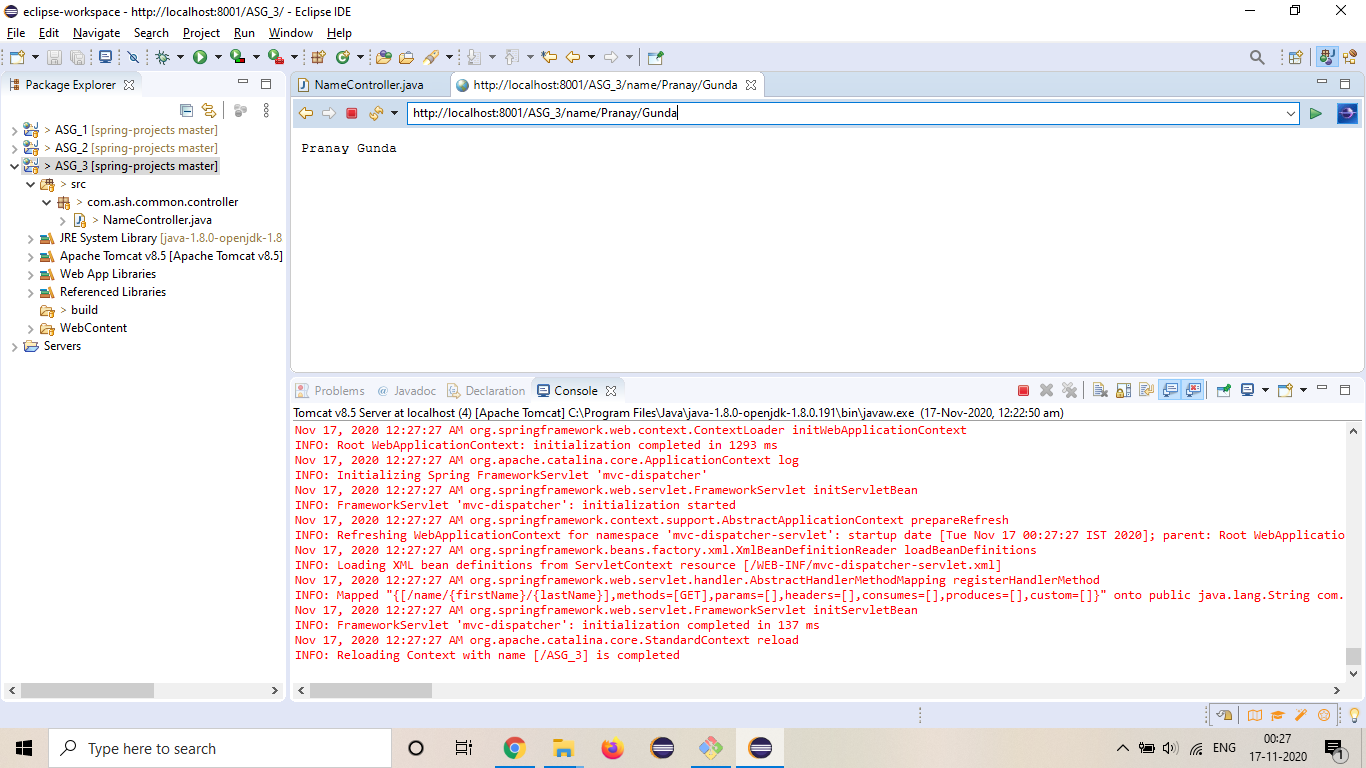 eclipse-workspace - http://localhost:8001/ASG_3/ - Eclipse IDE
File Edit Navigate Search Project Run Window Help
Package Explorer
> ASG_1 [spring-projects master]
> ASG_2 [spring-projects master]
> ASG_3 [spring-projects master]
> src
> com.ash.common.controller
> NameController.java
JRE System Library [java-1.8.0-openjdk-1.8
Apache Tomcat v8.5 [Apache Tomcat v8.5]
Web App Libraries
Referenced Libraries
> build
WebContent
Servers
NameController.java
http://localhost:8001/ASG_3/name/Pranay/Gunda
http://localhost:8001/ASG_3/name/Pranay/Gunda
Pranay Gunda
Problems @ Javadoc Declaration Console
Tomcat v8.5 Server at localhost (4) [Apache Tomcat] C:\Program Files\Java\java-1.8.0-openjdk-1.8.0.191\bin\javaw.exe (17-Nov-2020, 12:22:50 am)
Nov 17, 2020 12:27:27 AM org.springframework.web.context.ContextLoader initWebApplicationContext
INFO: Root WebApplicationContext: initialization completed in 1293 ms
Nov 17, 2020 12:27:27 AM org.apache.catalina.core.ApplicationContext log
INFO: Initializing Spring FrameworkServlet 'mvc-dispatcher'
Nov 17, 2020 12:27:27 AM org.springframework.web.servlet.FrameworkServlet initServletBean
INFO: FrameworkServlet 'mvc-dispatcher': initialization started
Nov 17, 2020 12:27:27 AM org.springframework.context.support.AbstractApplicationContext prepareRefresh
INFO: Refreshing WebApplicationContext for namespace 'mvc-dispatcher-servlet': startup date [Tue Nov 17 00:27:27 IST 2020]; parent: Root WebApplicatio
Nov 17, 2020 12:27:27 AM org.springframework.beans.factory.xml.XmlBeanDefinitionReader loadBeanDefinitions
INFO: Loading XML bean definitions from ServletContext resource [/WEB-INF/mvc-dispatcher-servlet.xml]
Nov 17, 2020 12:27:27 AM org.springframework.web.servlet.handler.AbstractHandlerMethodMapping registerHandlerMethod
INFO: Mapped "{[/name/{firstName}/{lastName}],methods=[GET],params=[],headers=[],consumes=[],produces=[],custom=[]}" onto public java.lang.String com.
Nov 17, 2020 12:27:27 AM org.springframework.web.servlet.FrameworkServlet initServletBean
INFO: FrameworkServlet 'mvc-dispatcher': initialization completed in 137 ms
Nov 17, 2020 12:27:27 AM org.apache.catalina.core.StandardContext reload
INFO: Reloading Context with name [/ASG_3] is completed
Type here to search
ENG
00:27
17-11-2020
1